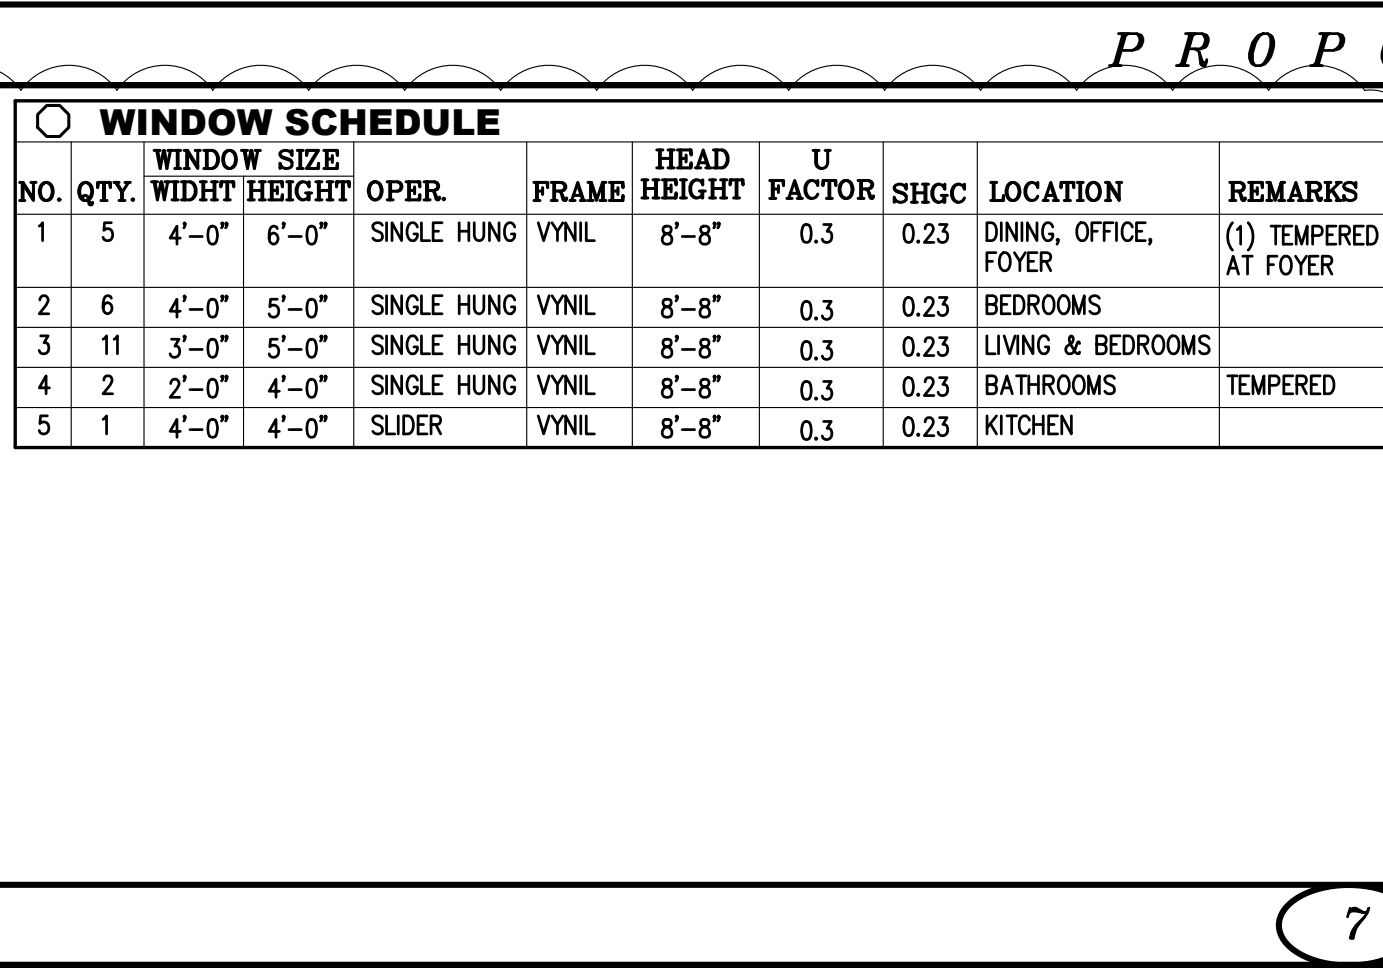 P R O P
WINDOW SCHEDULE
NO. QTY. WINDOW SIZE WIDHT HEIGHT OPER. FRAME HEAD HEIGHT U FACTOR SHGC LOCATION REMARKS
1 5 4'-0" 6'-0" SINGLE HUNG VYNIL 8'-8" 0.3 0.23 DINING, OFFICE, (1) TEMPERED
FOYER AT FOYER
2 6 4'-0" 5'-0" SINGLE HUNG VYNIL 8'-8" 0.3 0.23 BEDROOMS
3 11 3'-0" 5'-0" SINGLE HUNG VYNIL 8'-8" 0.3 0.23 LIVING & BEDROOMS
4 2 2'-0" 4'-0" SINGLE HUNG VYNIL 8'-8" 0.3 0.23 BATHROOMS TEMPERED
5 1 4'-0" 4'-0" SLIDER VYNIL 8'-8" 0.3 0.23 KITCHEN
7